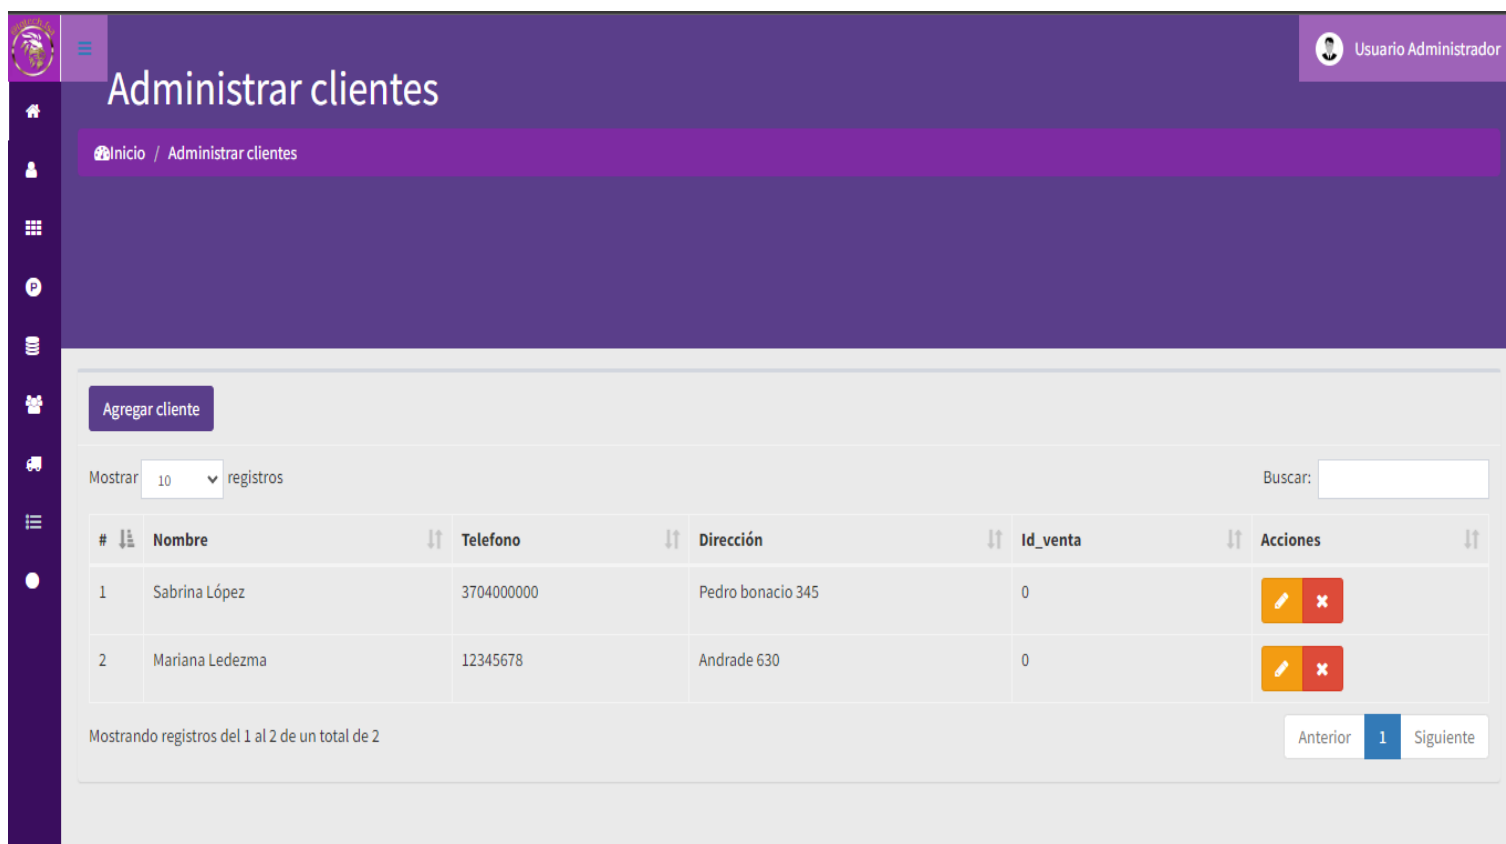 Usuario Administrador
Administrar clientes
Inicio / Administrar clientes
Agregar cliente
Mostrar 10 registros
Buscar:
# Nombre Telefono Dirección Id_venta Acciones
1 Sabrina López 3704000000 Pedro bonacio 345 0
2 Mariana Ledezma 12345678 Andrade 630 0
Mostrando registros del 1 al 2 de un total de 2
Anterior 1 Siguiente